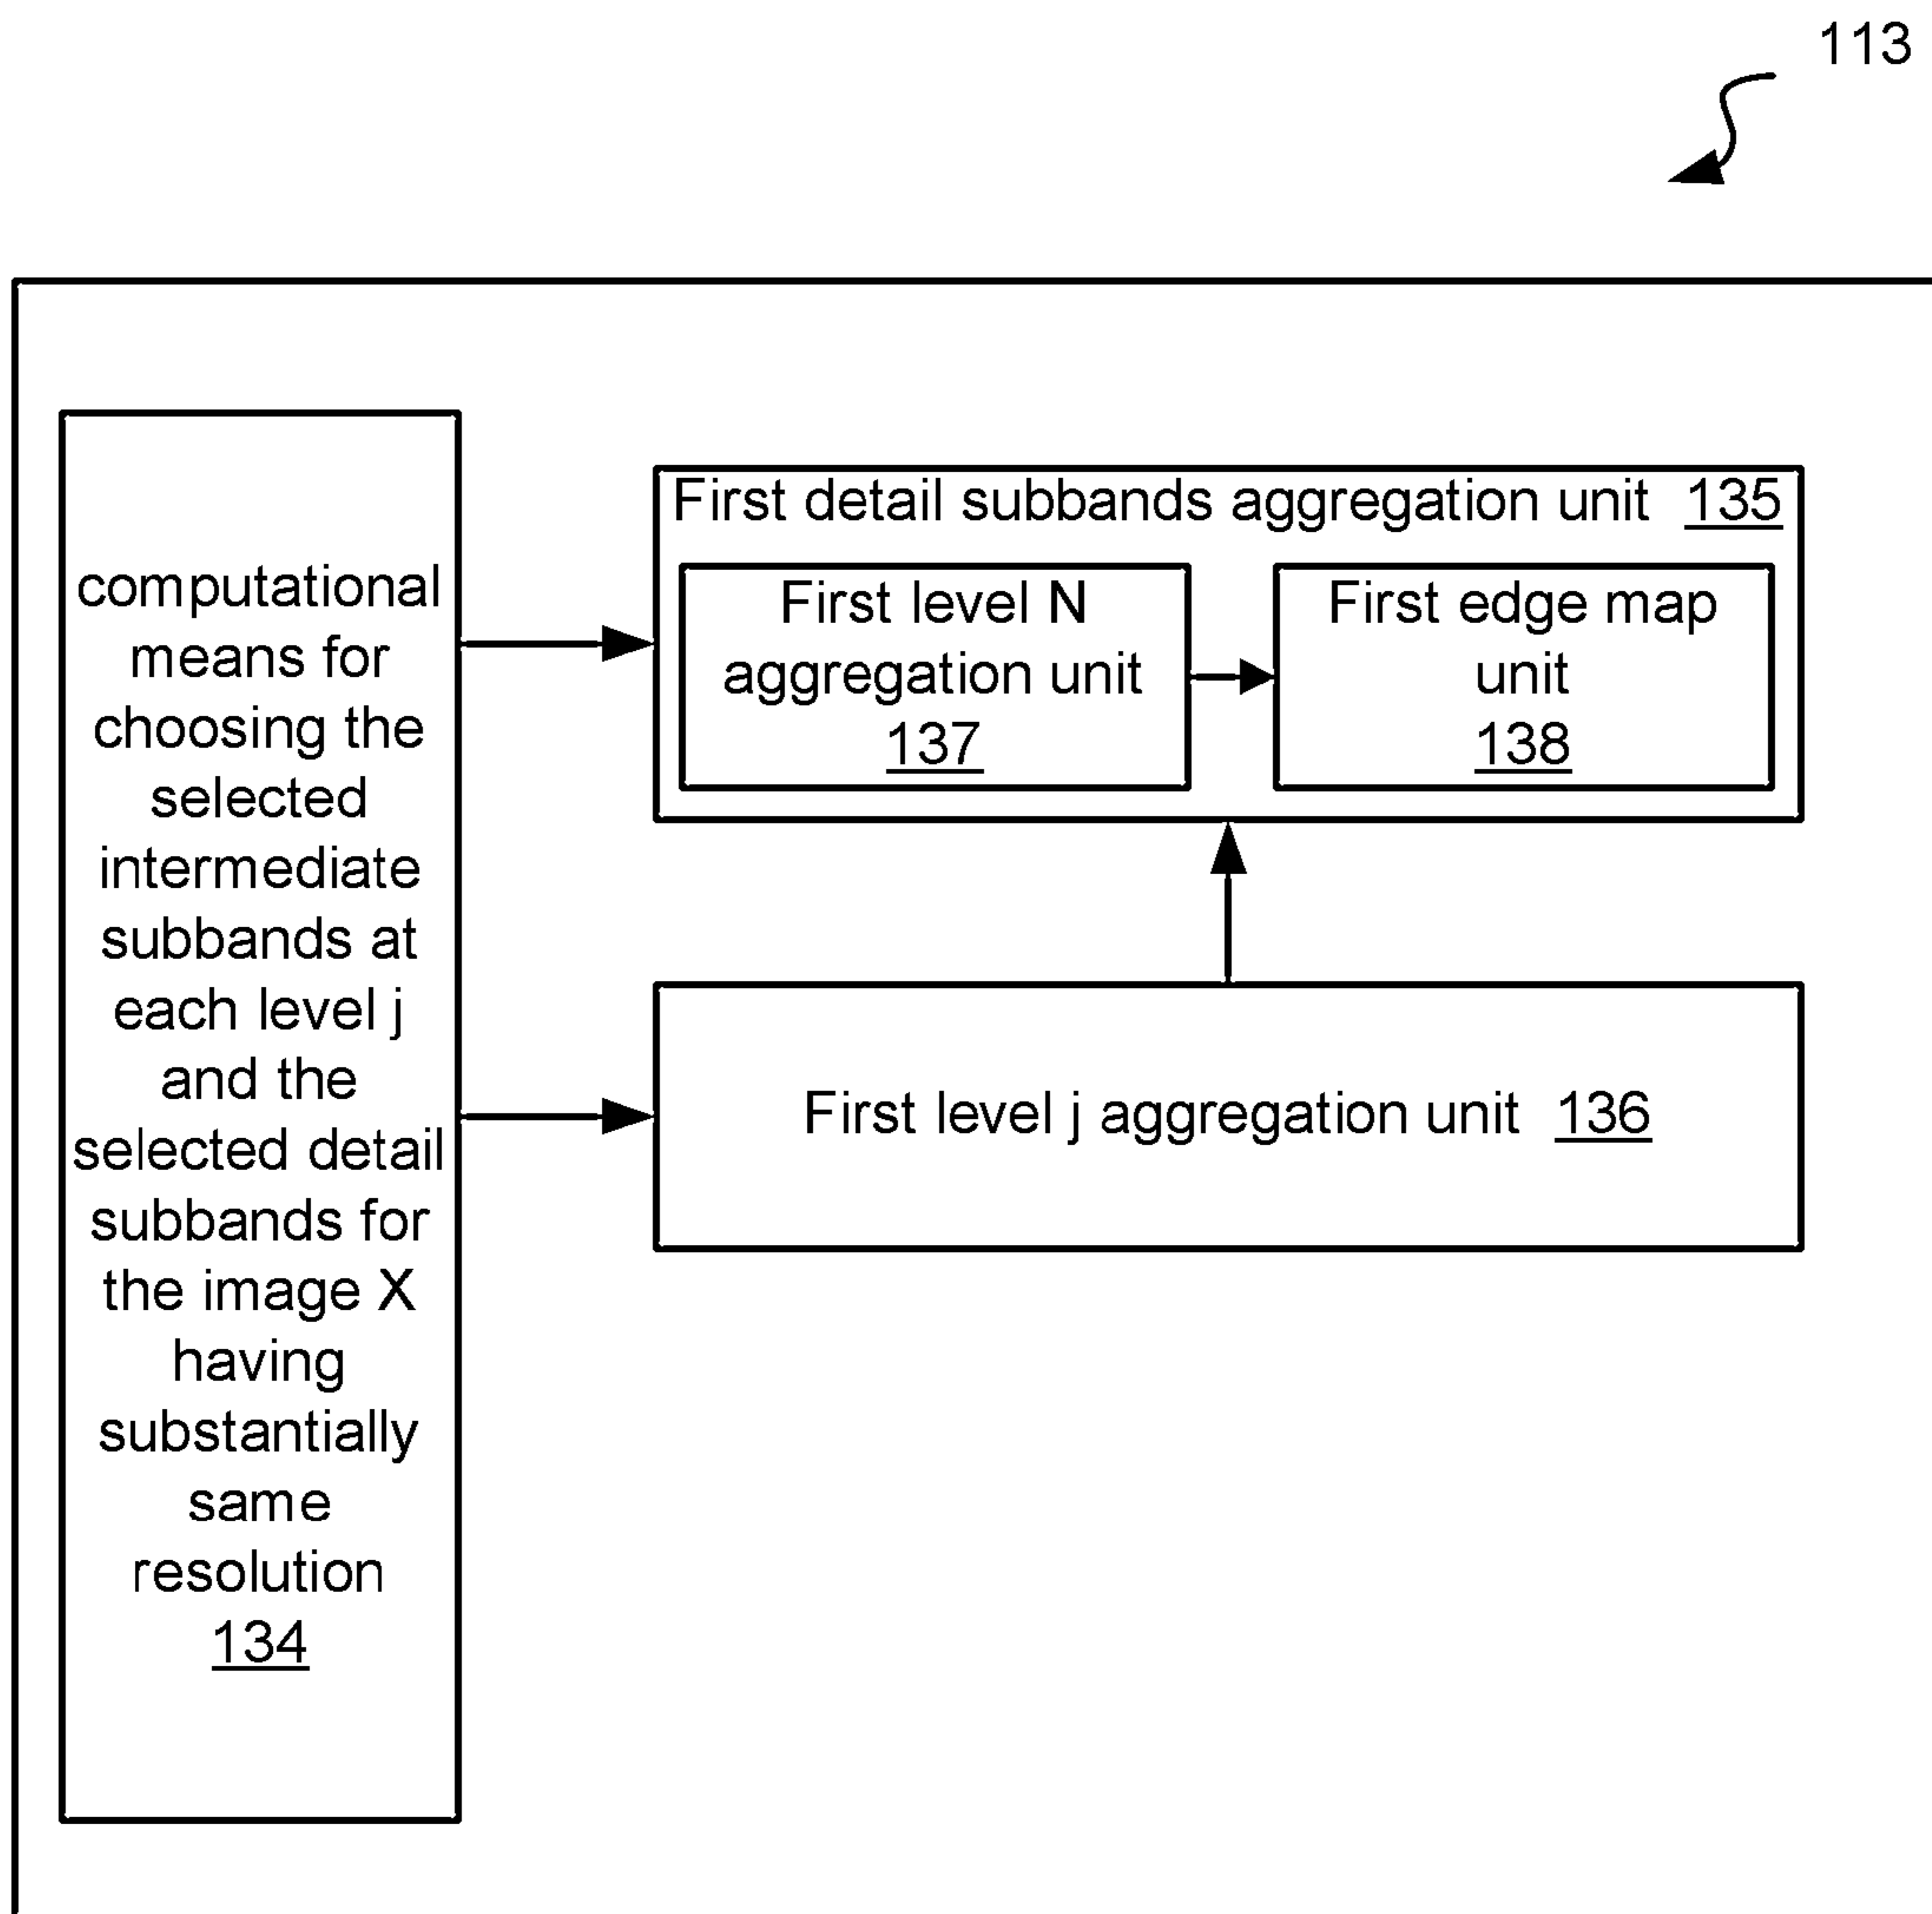 113
computational
means for
choosing the
selected
intermediate
subbands at
each level j
and the
selected detail
subbands for
the image X
having
substantially
same
resolution
134
First detail subbands aggregation unit 135
First level N
aggregation unit
137
First edge map
unit
138
First level j aggregation unit 136